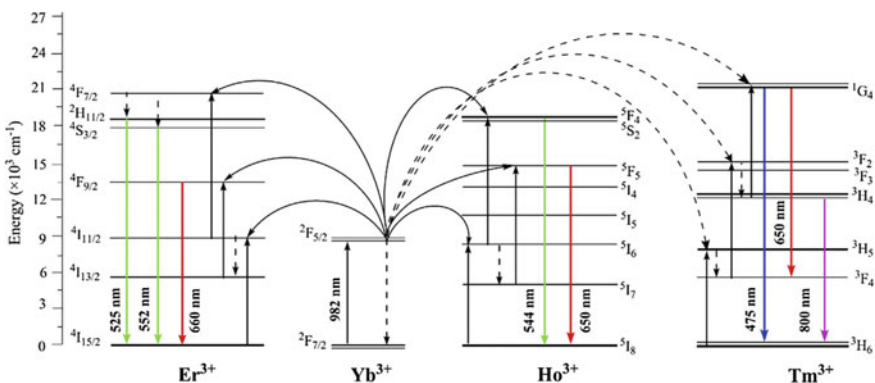 Energy (×10³ cm⁻¹)
27
24
21
18
15
12
9
6
3
0
⁴F₇/₂
²H₁₁/₂
⁴S₃/₂
⁴F₉/₂
⁴I₁₁/₂
⁴I₁₃/₂
⁴I₁₅/₂
525 nm
552 nm
660 nm
Er³⁺
²F₅/₂
982 nm
²F₇/₂
Yb³⁺
⁵F₄
⁵S₂
⁵F₅
⁵I₄
⁵I₅
⁵I₆
⁵I₇
⁵I₈
544 nm
650 nm
Ho³⁺
¹G₄
³F₂
³F₃
³H₄
³H₅
³F₄
³H₆
475 nm
650 nm
800 nm
Tm³⁺